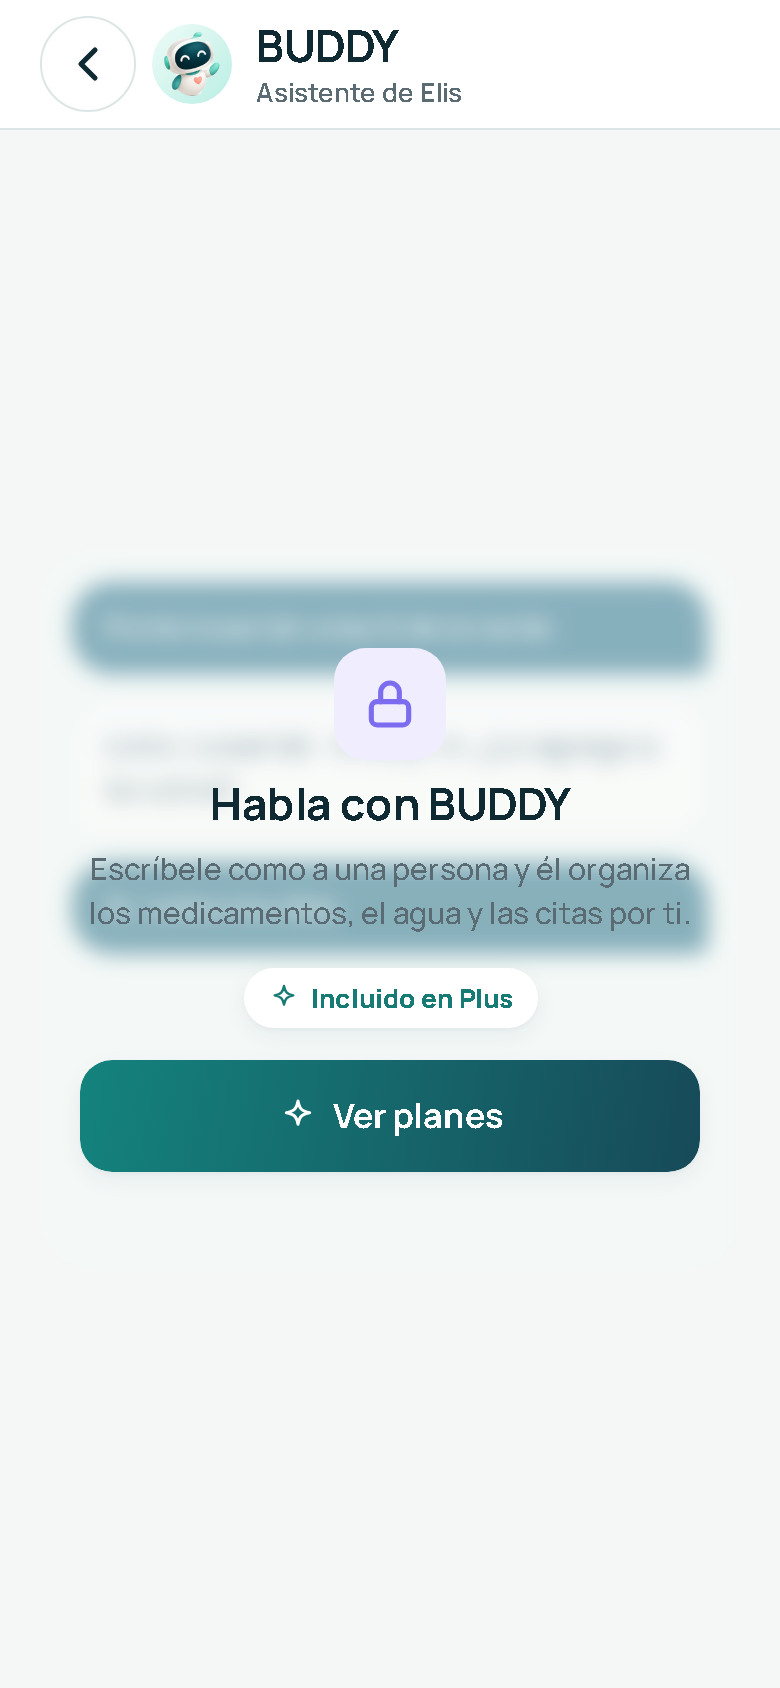 BUDDY
Asistente de Elis
Habla con BUDDY
Escríbele como a una persona y él organiza
los medicamentos, el agua y las citas por ti.
Incluido en Plus
Ver planes